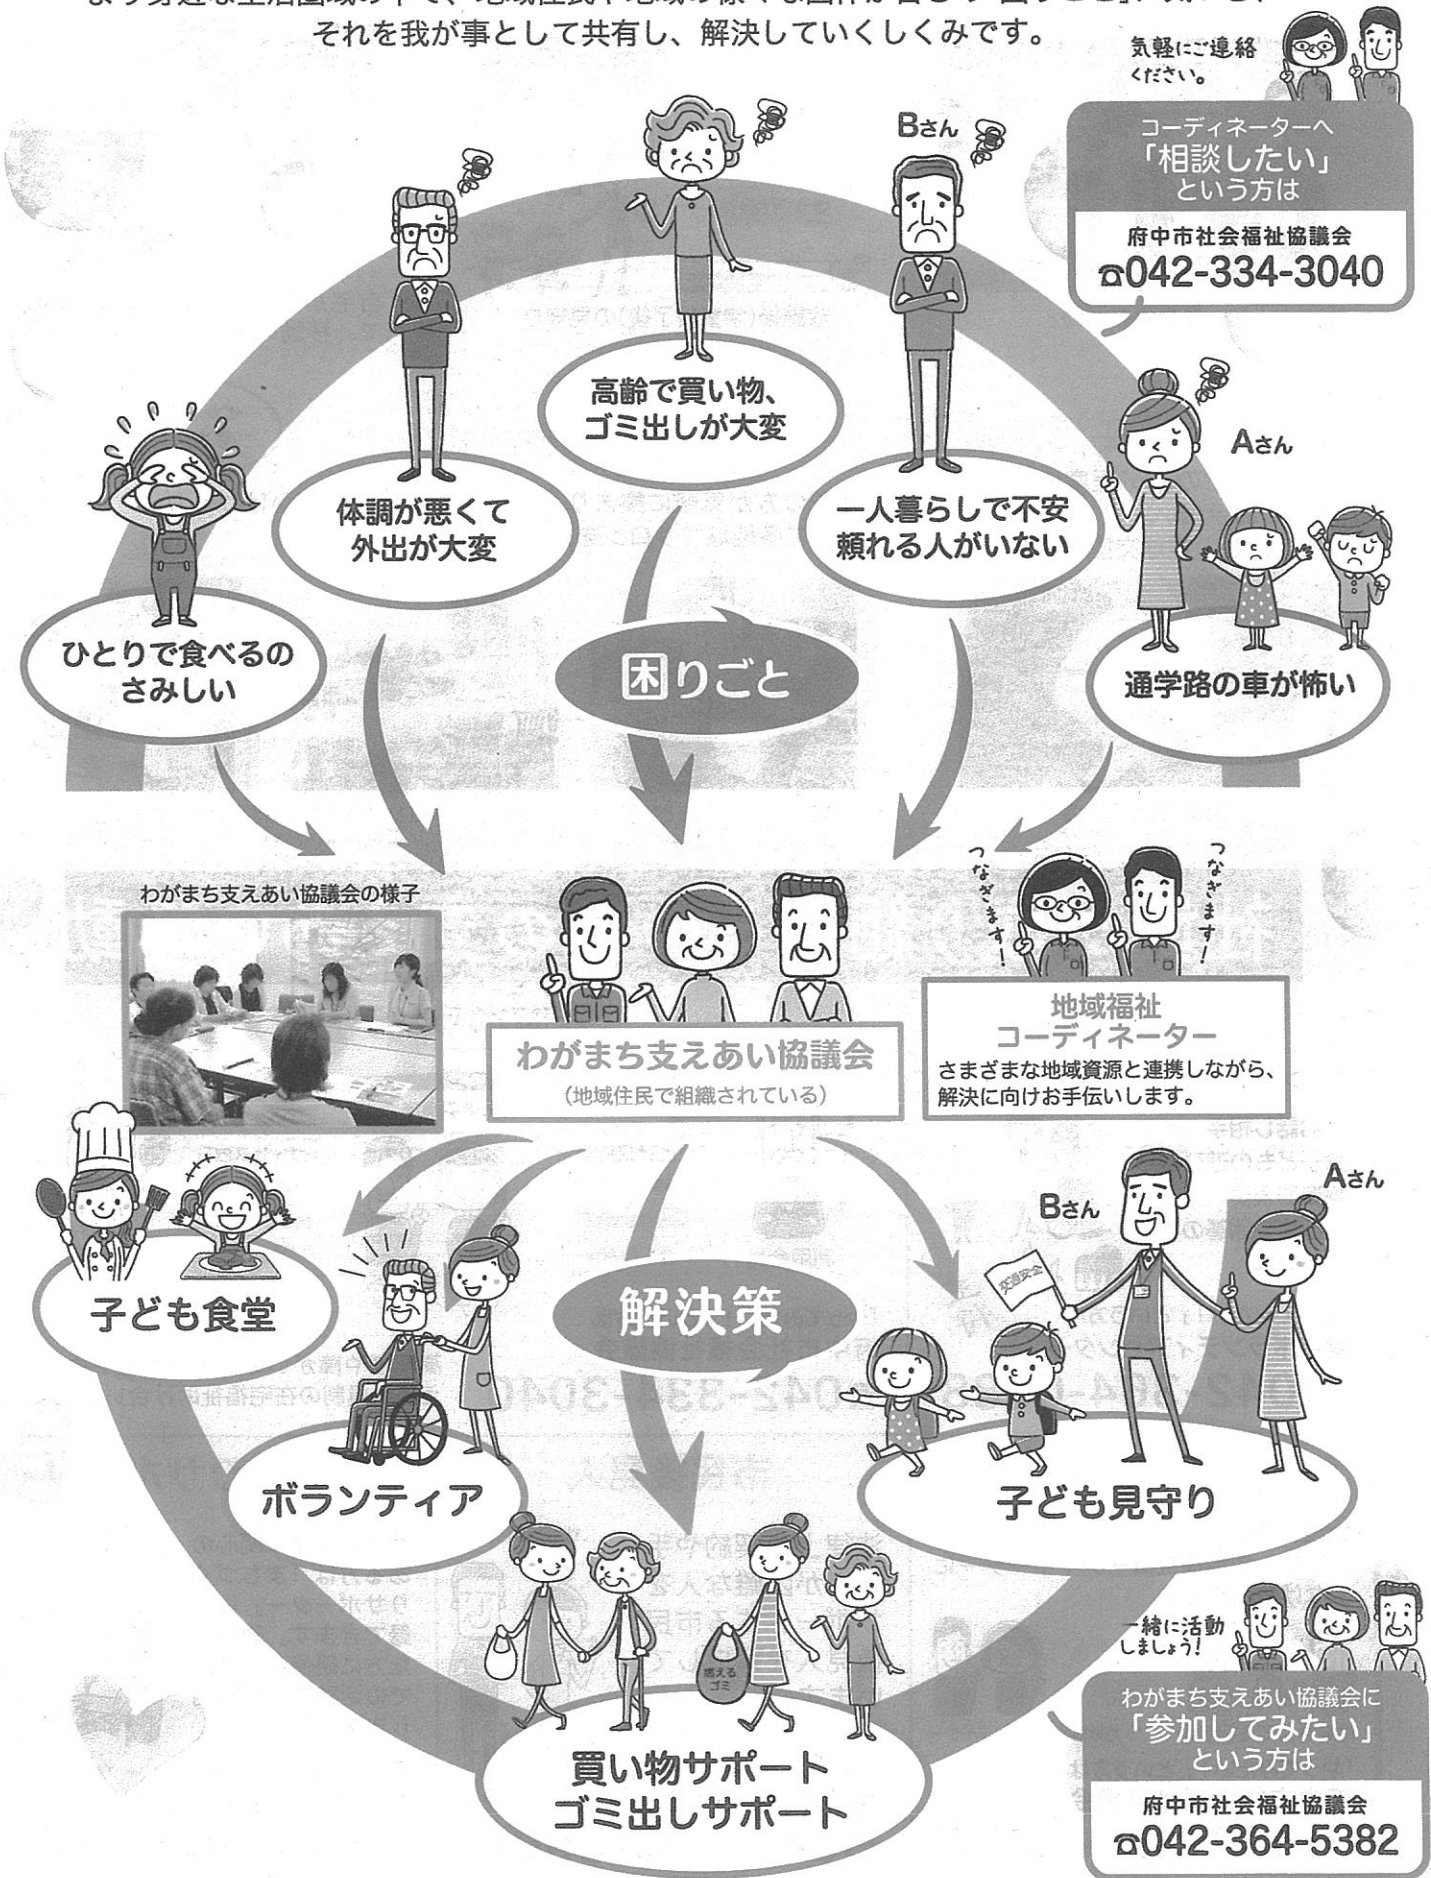 それを我が事として共有し、解決していくしくみです。
気軽にご連絡
ください。
コーディネーターへ
「相談したい」
という方は
府中市社会福祉協議会
☎042-334-3040
Bさん
Aさん
高齢で買い物、
ゴミ出しが大変
体調が悪くて
外出が大変
一人暮らしで不安
頼れる人がいない
ひとりで食べるの
さみしい
困りごと
通学路の車が怖い
わがまち支えあい協議会の様子
つなぎます!
つなぎます!
わがまち支えあい協議会
(地域住民で組織されている)
地域福祉
コーディネーター
さまざまな地域資源と連携しながら、
解決に向けお手伝いします。
Bさん
Aさん
交通安全
子ども食堂
解決策
ボランティア
子ども見守り
燃える
ゴミ
買い物サポート
ゴミ出しサポート
一緒に活動
しましょう!
わがまち支えあい協議会に
「参加してみたい」
という方は
府中市社会福祉協議会
☎042-364-5382